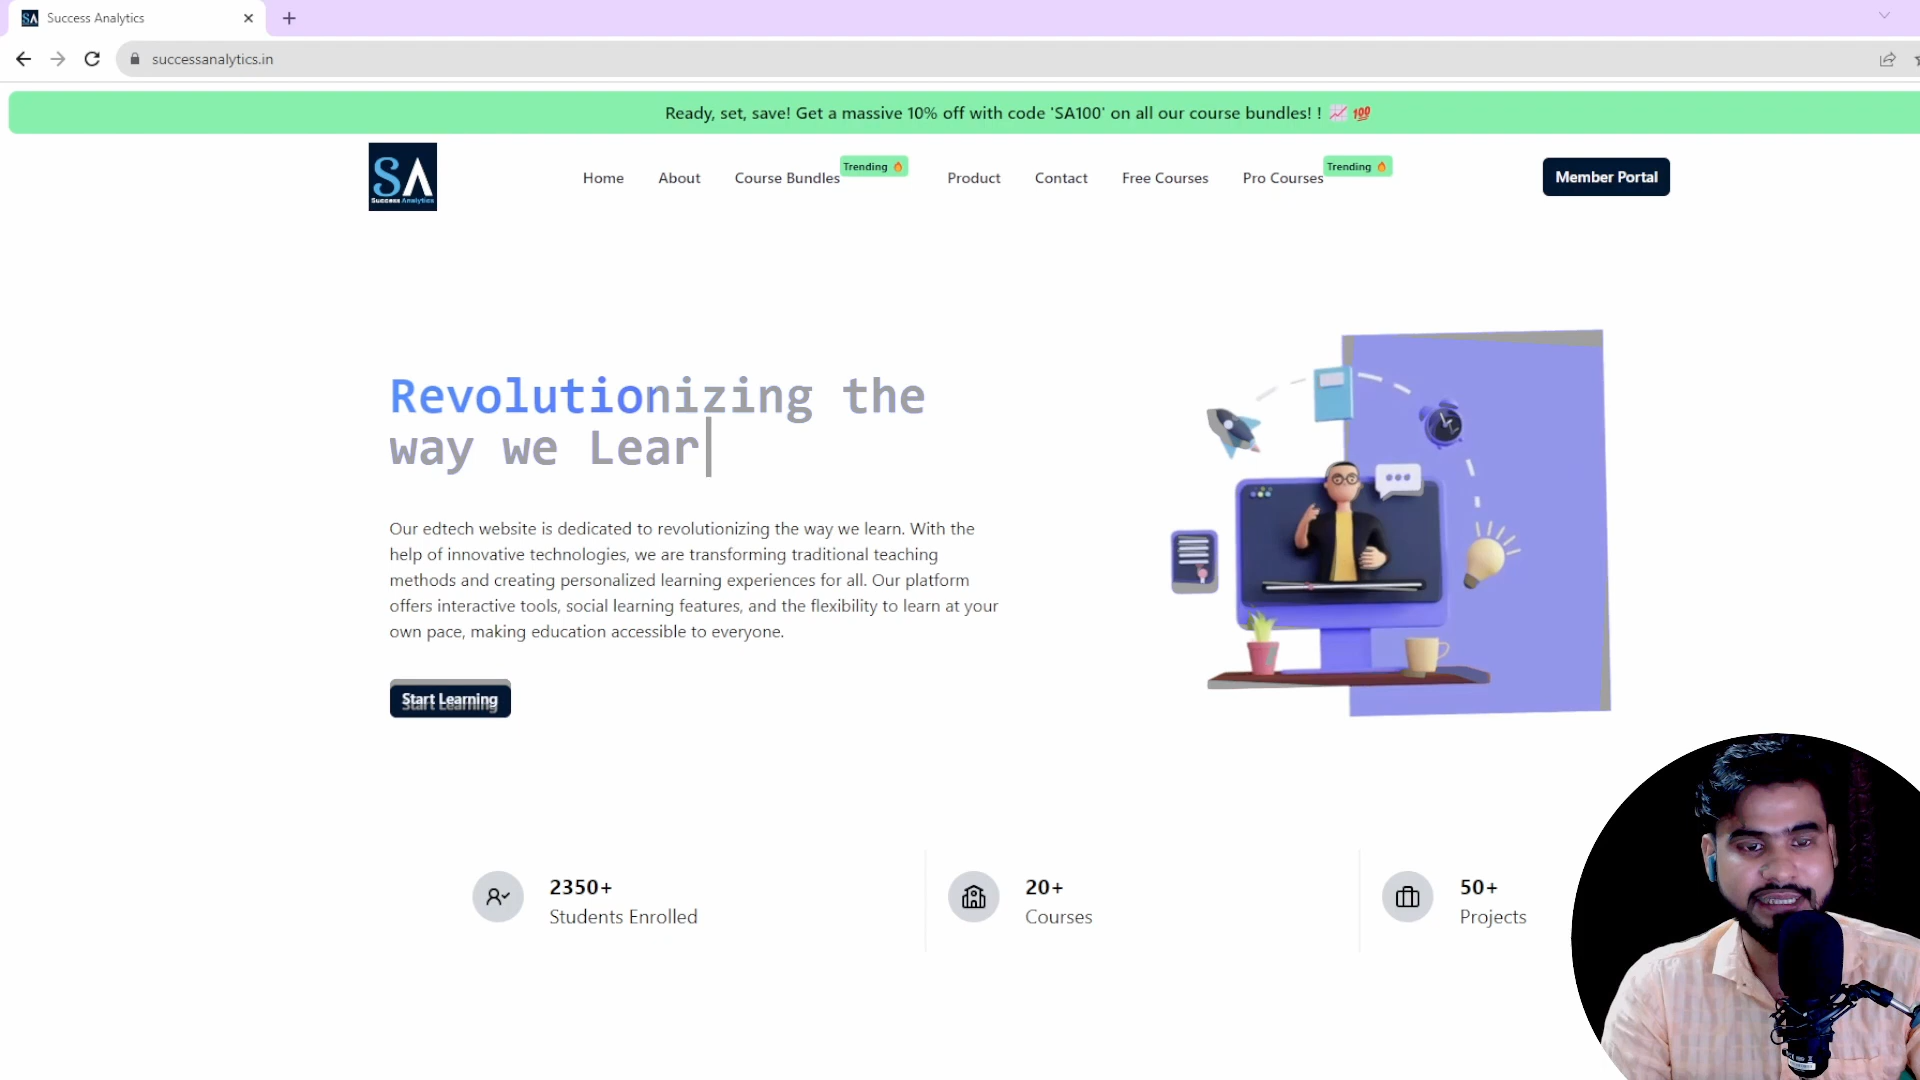 Success Analytics
successanalytics.in
Ready, set, save! Get a massive 10% off with code 'SA100' on all our course bundles! ! 📈 💯
SA
Success Analytics
Home About Course Bundles Trending 🔥 Product Contact Free Courses Pro Courses Trending 🔥 Member Portal
Revolutionizing the
way we Lear
Our edtech website is dedicated to revolutionizing the way we learn. With the
help of innovative technologies, we are transforming traditional teaching
methods and creating personalized learning experiences for all. Our platform
offers interactive tools, social learning features, and the flexibility to learn at your
own pace, making education accessible to everyone.
Start Learning
2350+
Students Enrolled
20+
Courses
50+
Projects